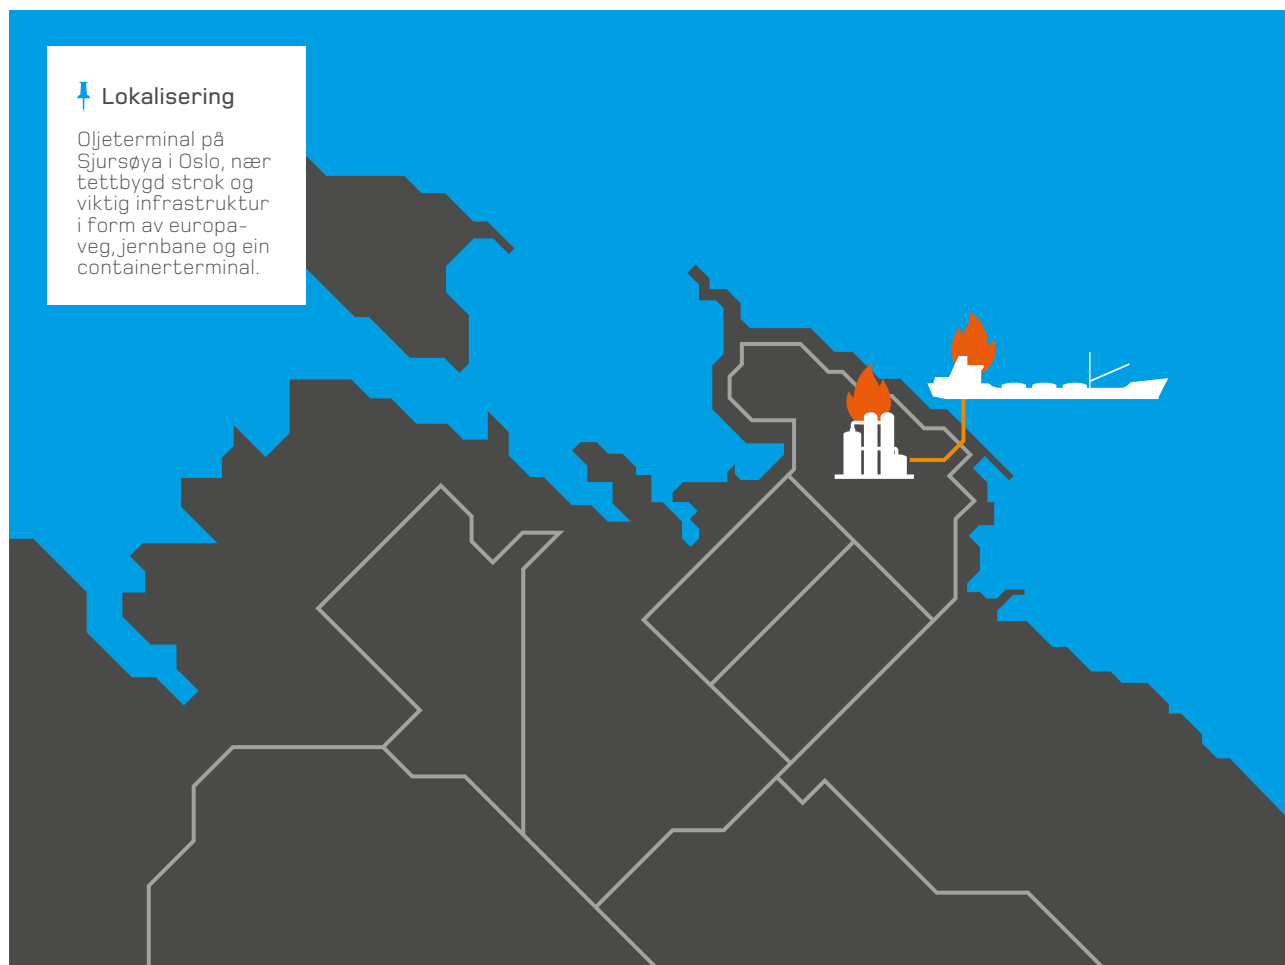 Lokalisering
Oljeterminal på
Sjursøya i Oslo, nær
tettbygd strok og
viktig infrastruktur
i form av europa-
veg, jernbane og ein
containerterminal.